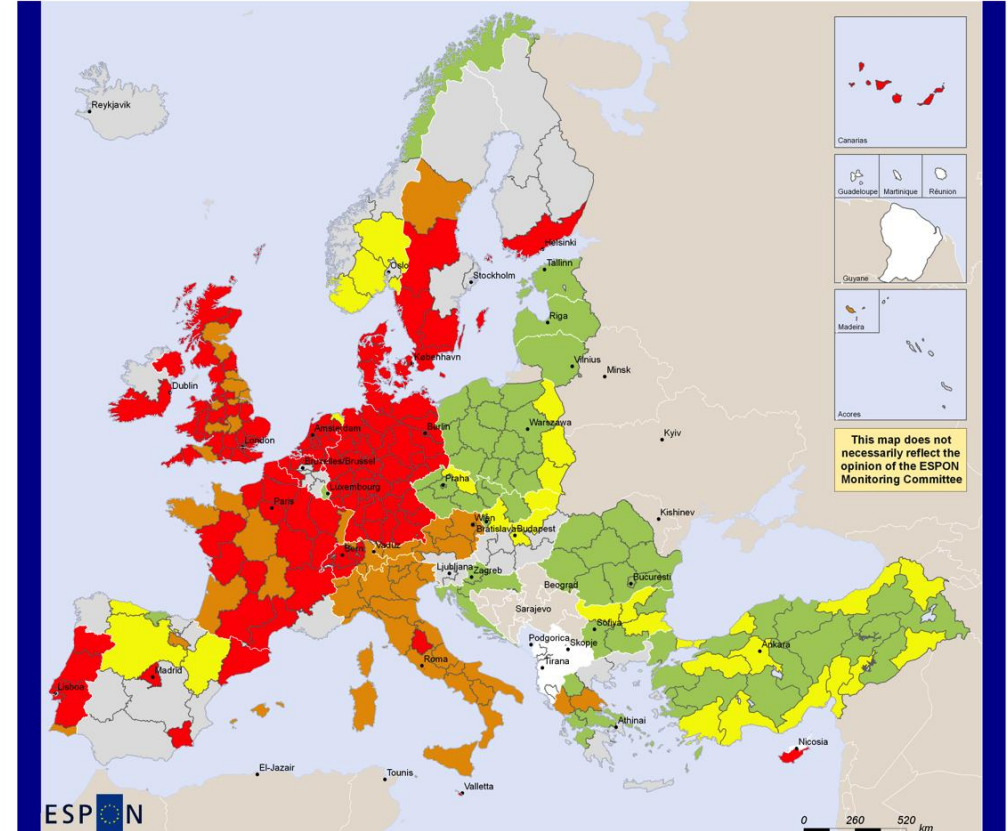 Reykjavik
Canarias
Guadeloupe
Martinique
Réunion
Guyane
Madeira
Acores
This map does not
necessarily reflect the
opinion of the ESPON
Monitoring Committee
Oslo
Helsinki
Tallinn
Stockholm
Riga
København
Vilnius
Minsk
Dublin
London
Amsterdam
Berlin
Warszawa
Kyiv
Bruxelles/Brussel
Luxembourg
Praha
Paris
Wien
Bratislava
Budapest
Kishinev
Bern
Vaduz
Ljubljana
Zagreb
Beograd
Bucuresti
Sarajevo
Sofiya
Podgorica
Skopje
Tirana
Ankara
Roma
Madrid
Lisboa
Athinai
Nicosia
El-Jazair
Tounis
Valletta
ESPON
0 260 520
km